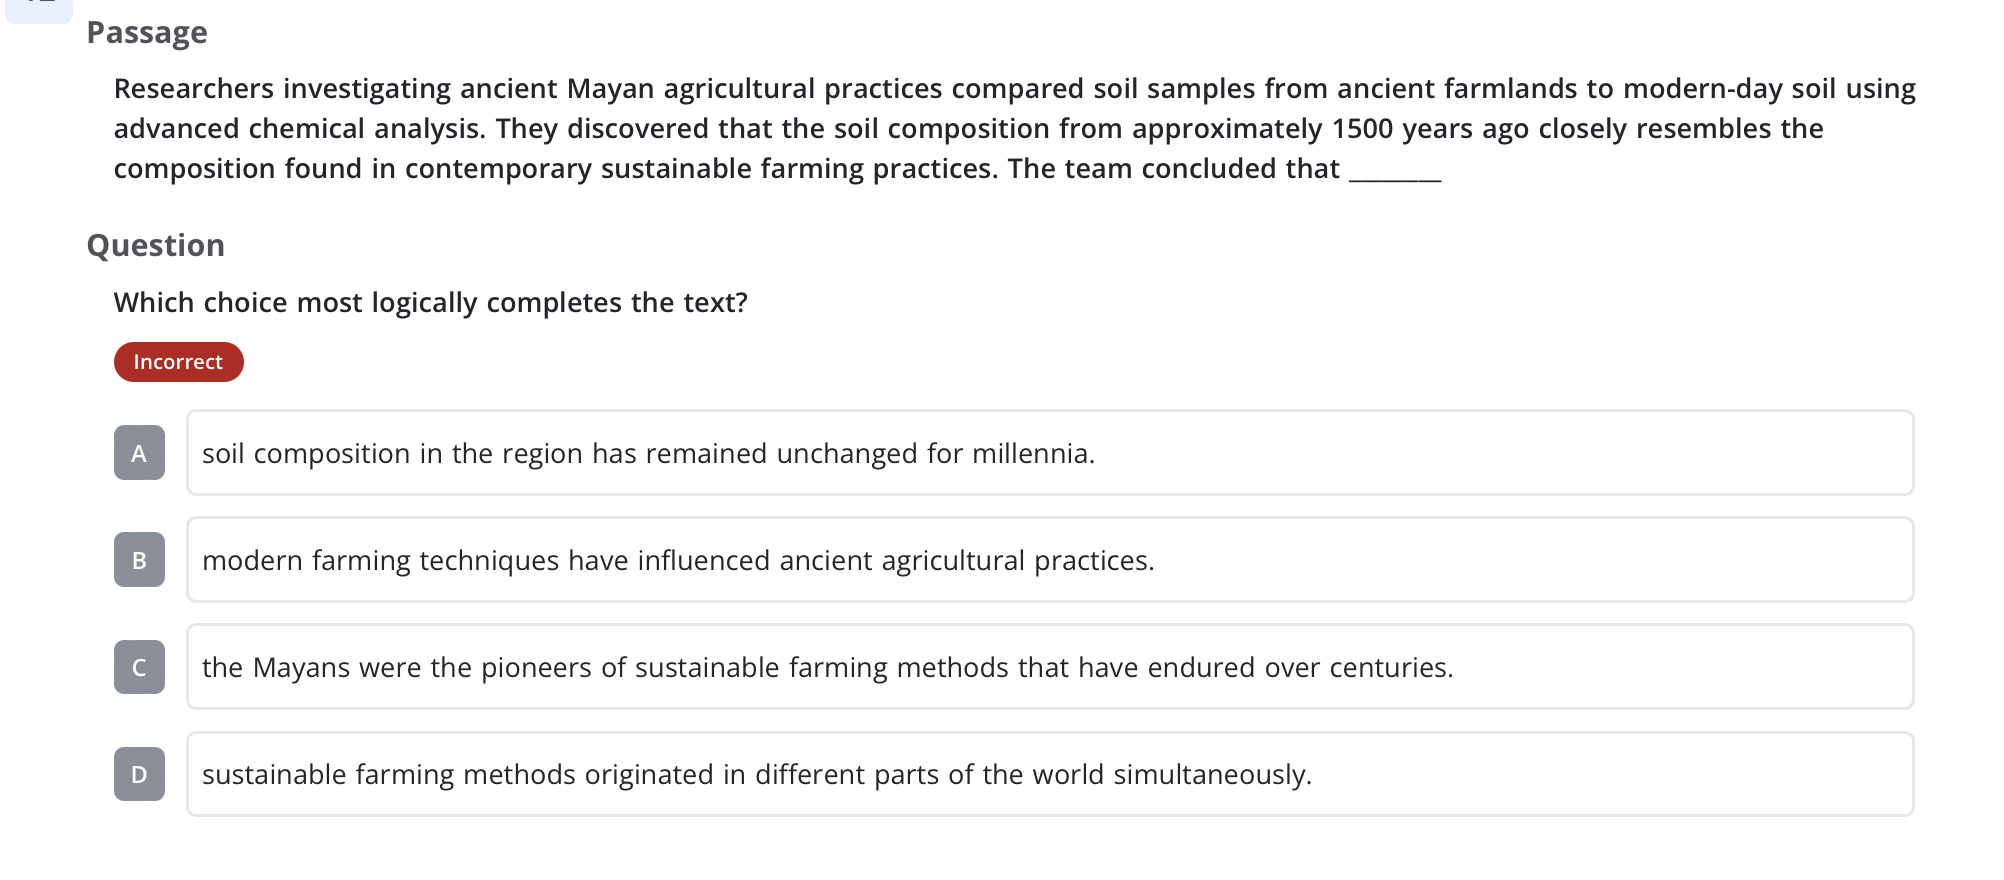 Passage
Researchers investigating ancient Mayan agricultural practices compared soil samples from ancient farmlands to modern-day soil using
advanced chemical analysis. They discovered that the soil composition from approximately 1500 years ago closely resembles the
composition found in contemporary sustainable farming practices. The team concluded that ________
Question
Which choice most logically completes the text?
Incorrect
A soil composition in the region has remained unchanged for millennia.
B modern farming techniques have influenced ancient agricultural practices.
C the Mayans were the pioneers of sustainable farming methods that have endured over centuries.
D sustainable farming methods originated in different parts of the world simultaneously.